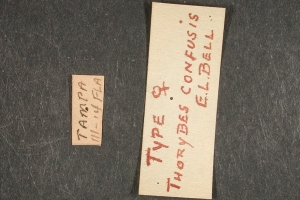 TAMPA
III-14 FLA
TYPE ♀
THORYBES CONFUSIS
E.L. BELL